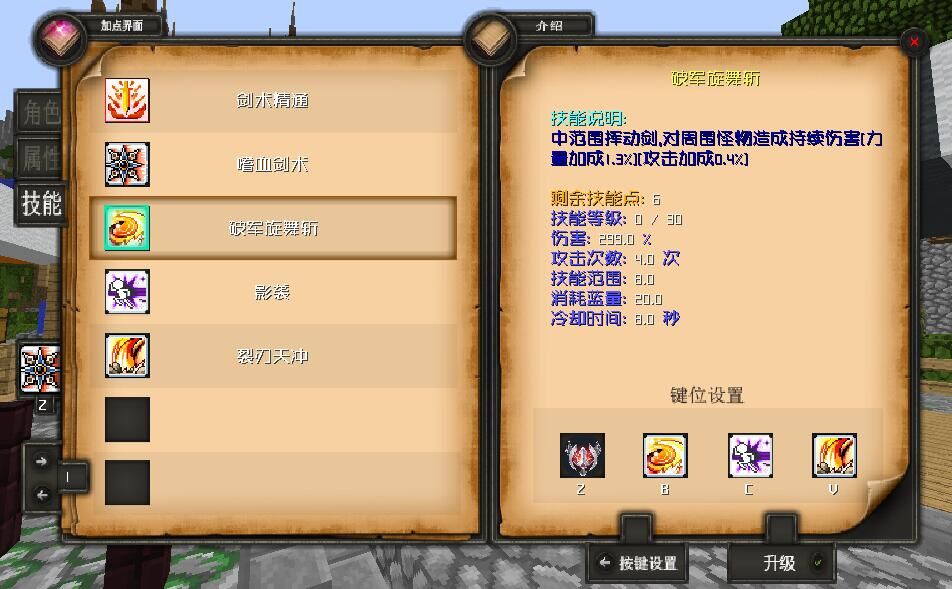 加点界面
介绍
角色
属性
技能
Z
1
剑术精通
嗜血剑术
破军旋舞斩
影袭
裂刃天冲
破军旋舞斩
技能说明:
中范围挥动剑,对周围怪物造成持续伤害[力
量加成1.3%][攻击加成0.4%]
剩余技能点: 6
技能等级: 0 / 30
伤害: 299.0 %
攻击次数: 4.0 次
技能范围: 8.0
消耗蓝量: 20.0
冷却时间: 8.0 秒
键位设置
Z B C V
按键设置
升级